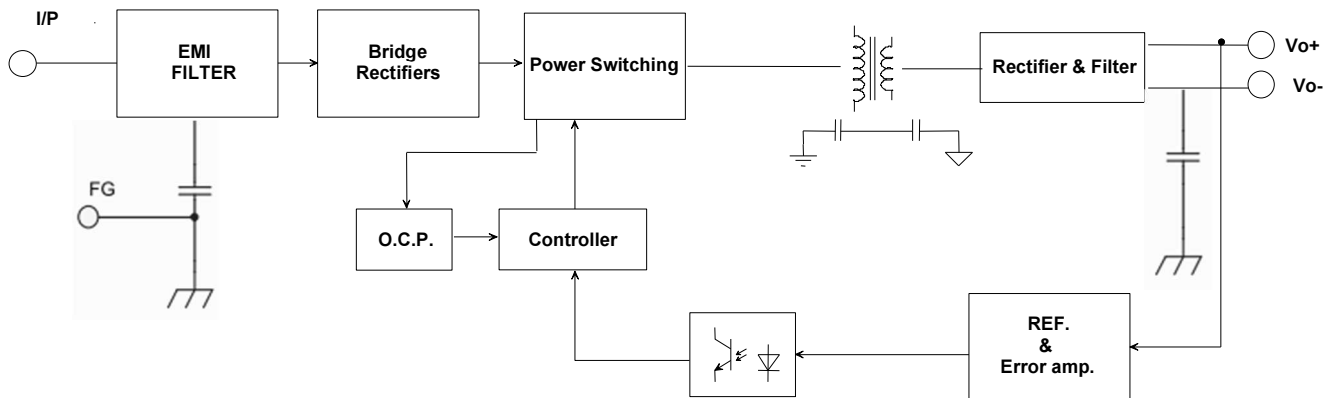 I/P
EMI
FILTER
Bridge
Rectifiers
Power Switching
Rectifier & Filter
Vo+
Vo-
FG
O.C.P.
Controller
REF.
&
Error amp.